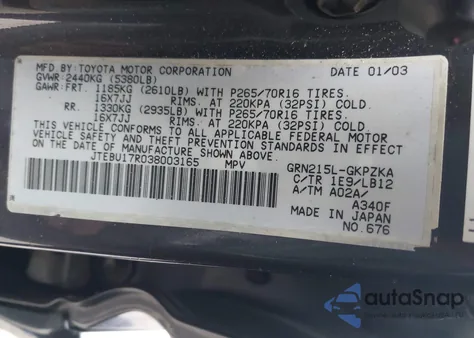 MFD.BY:TOYOTA MOTOR CORPORATION DATE 01/03
GVWR:2440KG (5380LB)
GAWR:FRT. 1185KG (2610LB) WITH P265/70R16 TIRES.
16X7JJ RIMS. AT 220KPA (32PSI) COLD.
RR. 1330KG (2935LB) WITH P265/70R16 TIRES.
16X7JJ RIMS. AT 220KPA (32PSI) COLD.
THIS VEHICLE CONFORMS TO ALL APPLICABLE FEDERAL MOTOR
VEHICLE SAFETY AND THEFT PREVENTION STANDARDS IN EFFECT
ON THE DATE OF MANUFACTURE SHOWN ABOVE.
JTEBU17R038003165 MPV GRN215L-GKPZKA
C/TR 1E9/LB12
A/TM A02A/
A340F
MADE IN JAPAN
NO.676
autoSnap